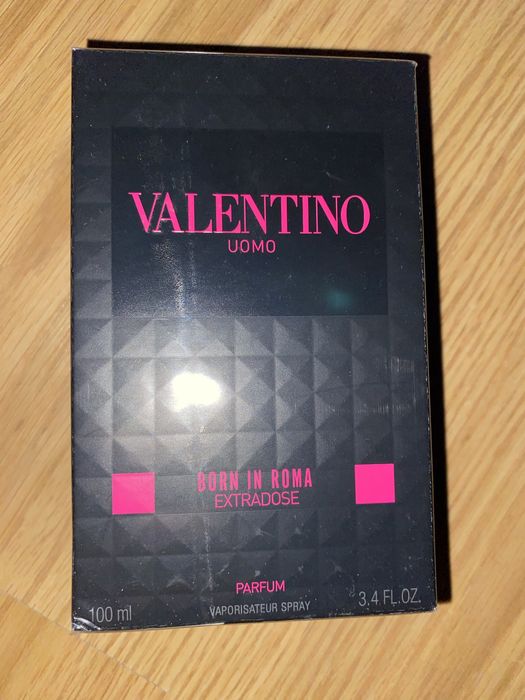 VALENTINO
UOMO
BORN IN ROMA
EXTRADOSE
PARFUM
100 ml VAPORISATEUR SPRAY 3.4 FL.OZ.